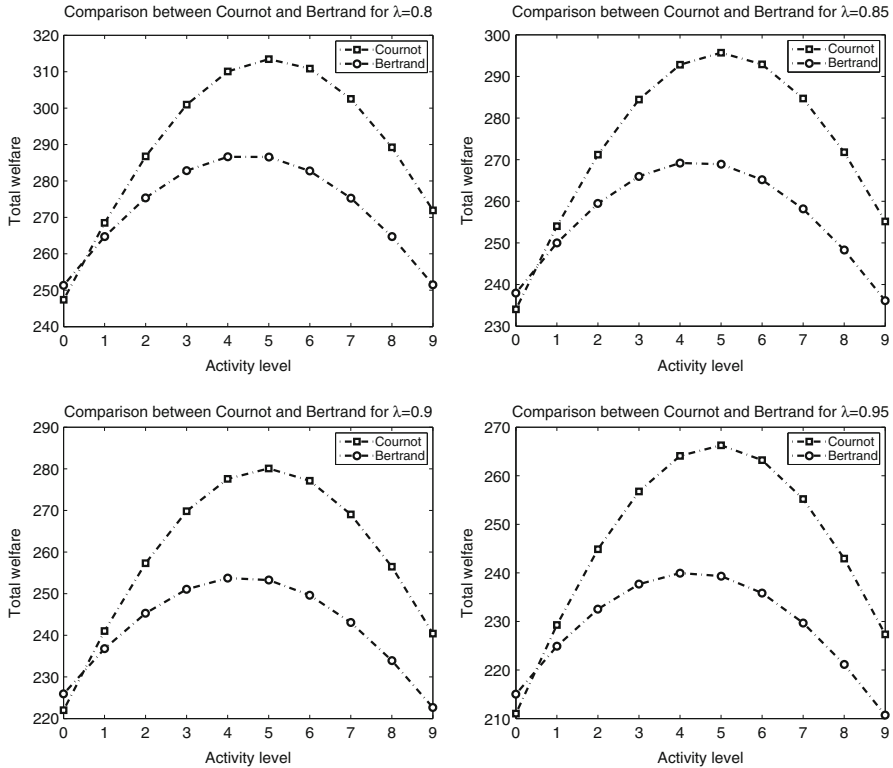 Comparison between Cournot and Bertrand for λ=0.8
320
310
300
290
280
270
260
250
240
Total welfare
0 1 2 3 4 5 6 7 8 9
Activity level
Cournot
Bertrand
Comparison between Cournot and Bertrand for λ=0.85
300
290
280
270
260
250
240
230
Total welfare
0 1 2 3 4 5 6 7 8 9
Activity level
Cournot
Bertrand
Comparison between Cournot and Bertrand for λ=0.9
290
280
270
260
250
240
230
220
Total welfare
0 1 2 3 4 5 6 7 8 9
Activity level
Cournot
Bertrand
Comparison between Cournot and Bertrand for λ=0.95
270
260
250
240
230
220
210
Total welfare
0 1 2 3 4 5 6 7 8 9
Activity level
Cournot
Bertrand